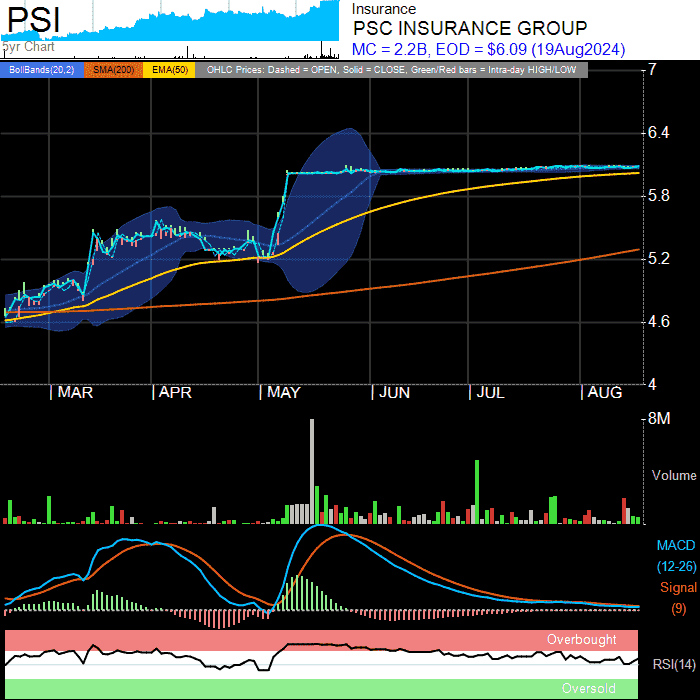 PSI
5yr Chart
Insurance
PSC INSURANCE GROUP
MC = 2.2B, EOD = $6.09 (19Aug2024)
BollBands(20,2) SMA(200) EMA(50) OHLC Prices: Dashed = OPEN, Solid = CLOSE, Green/Red bars = Intra-day HIGH/LOW
7
6.4
5.8
5.2
4.6
4
MAR APR MAY JUN JUL AUG
8M
Volume
MACD
(12-26)
Signal
(9)
Overbought
RSI(14)
Oversold